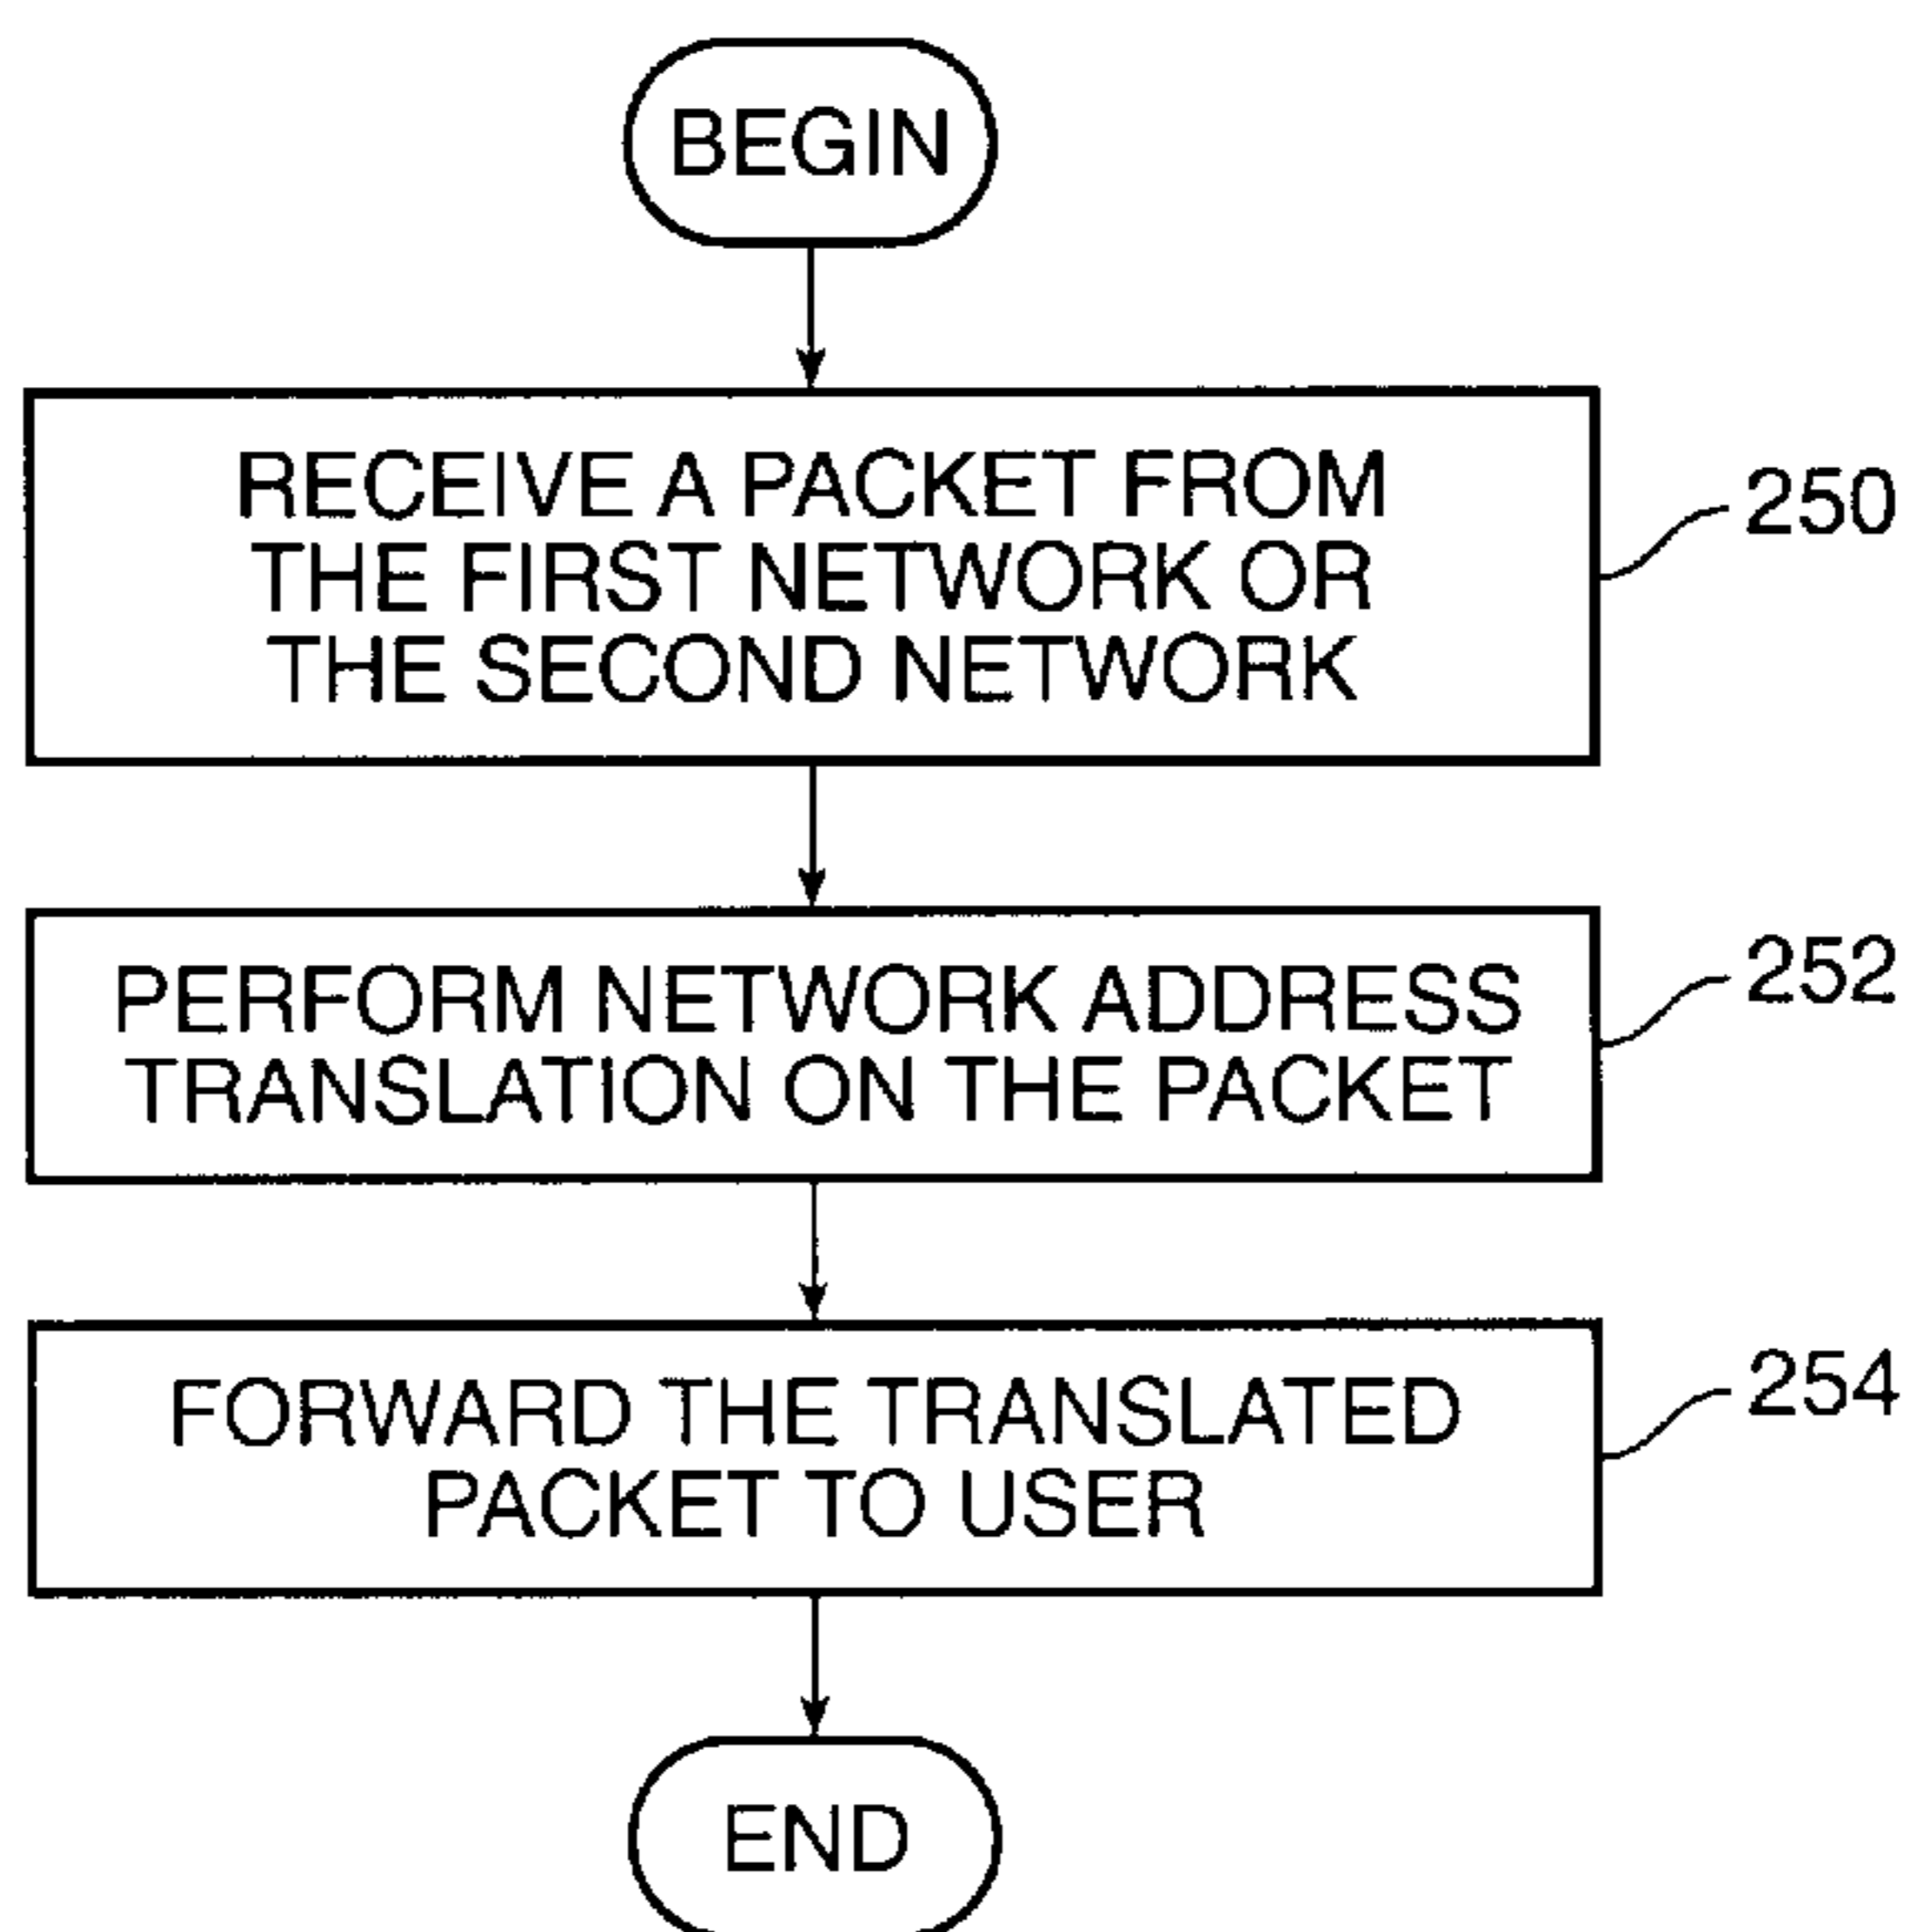 BEGIN
RECEIVE A PACKET FROM
THE FIRST NETWORK OR
THE SECOND NETWORK
250
PERFORM NETWORK ADDRESS
TRANSLATION ON THE PACKET
252
FORWARD THE TRANSLATED
PACKET TO USER
254
END